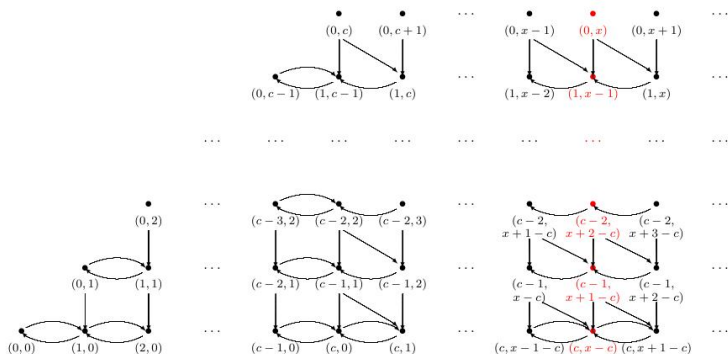 ...
(0, c) (0, c+1) (0, x−1) (0, x) (0, x+1)
... ...
(0, c−1) (1, c−1) (1, c) (1, x−2) (1, x−1) (1, x)
... ... ... ... ... ... ... ... ...
... ... ...
(0, 2) (c−3, 2) (c−2, 2) (c−2, 3) (c−2, (c−2, (c−2,
x+1−c) x+2−c) x+3−c)
... ... ...
(0, 1) (1, 1) (c−2, 1) (c−1, 1) (c−1, 2) (c−1, (c−1, (c−1,
x−c) x+1−c) x+2−c)
... ... ...
(0, 0) (1, 0) (2, 0) (c−1, 0) (c, 0) (c, 1) (c, x−1−c) (c, x−c) (c, x+1−c)